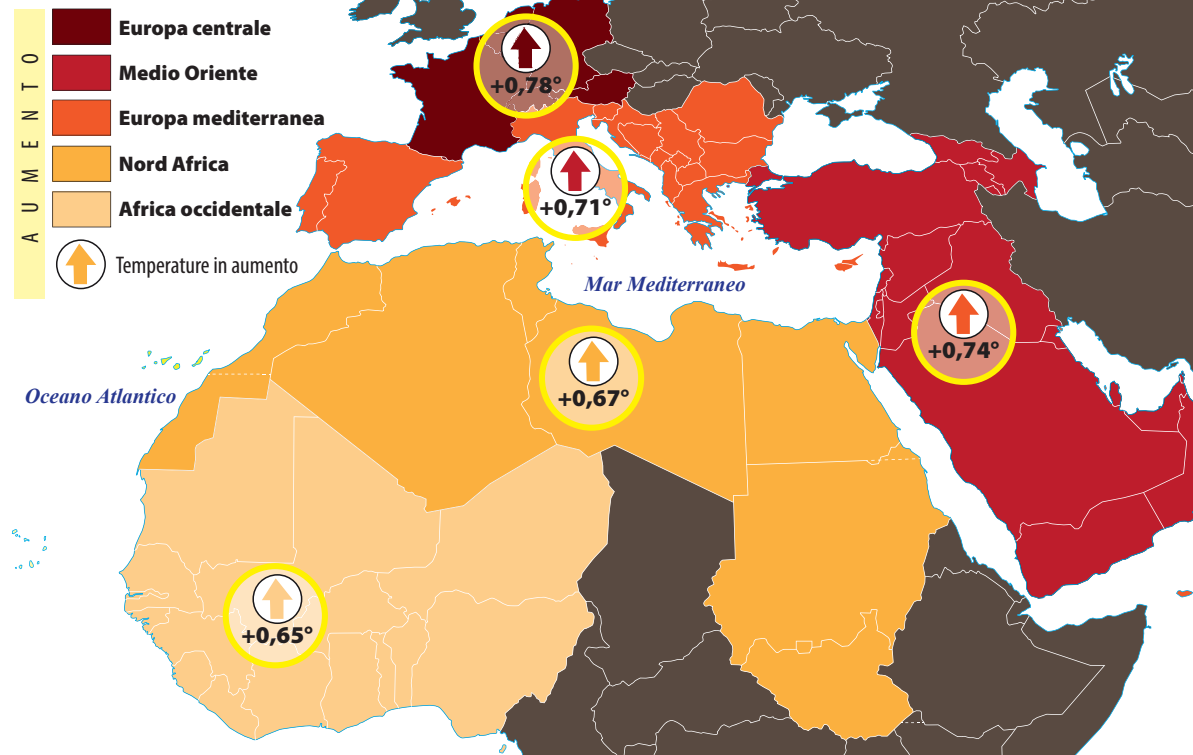 AUMENTO
Europa centrale
Medio Oriente
Europa mediterranea
Nord Africa
Africa occidentale
Temperature in aumento
+0,78°
+0,71°
Mar Mediterraneo
+0,74°
+0,67°
Oceano Atlantico
+0,65°